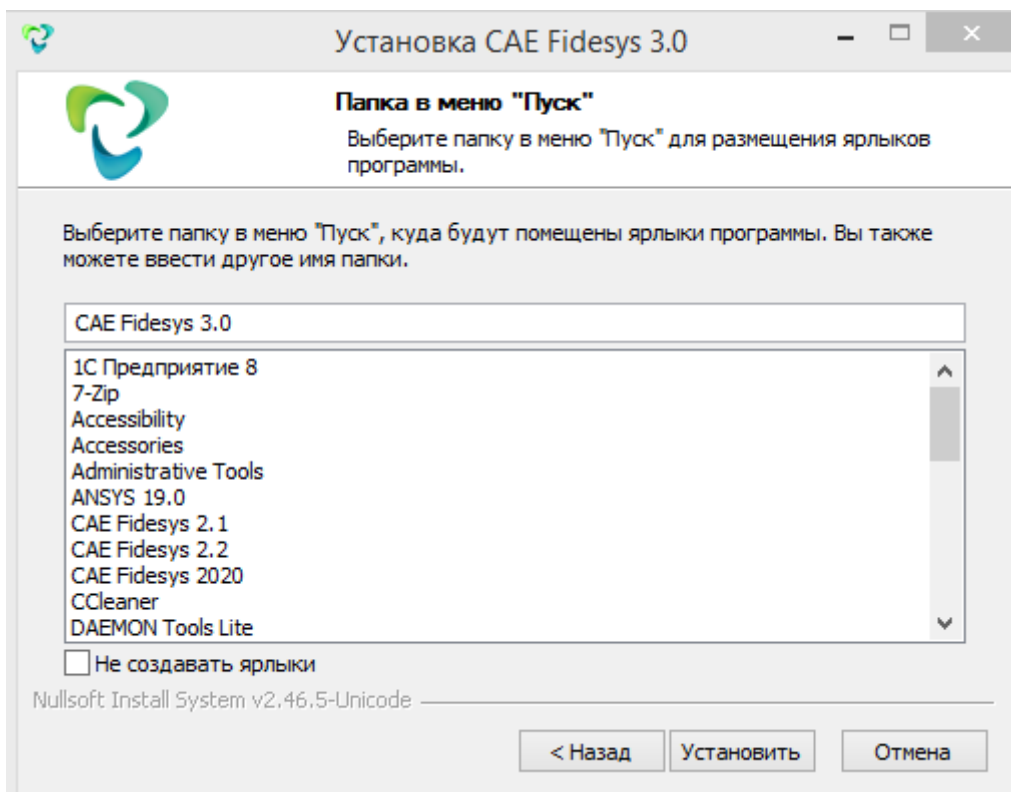 Установка CAE Fidesys 3.0
Папка в меню "Пуск"
Выберите папку в меню "Пуск" для размещения ярлыков
программы.
Выберите папку в меню "Пуск", куда будут помещены ярлыки программы. Вы также
можете ввести другое имя папки.
CAE Fidesys 3.0
1С Предприятие 8
7-Zip
Accessibility
Accessories
Administrative Tools
ANSYS 19.0
CAE Fidesys 2.1
CAE Fidesys 2.2
CAE Fidesys 2020
CCleaner
DAEMON Tools Lite
Не создавать ярлыки
Nullsoft Install System v2.46.5-Unicode
< Назад Установить Отмена